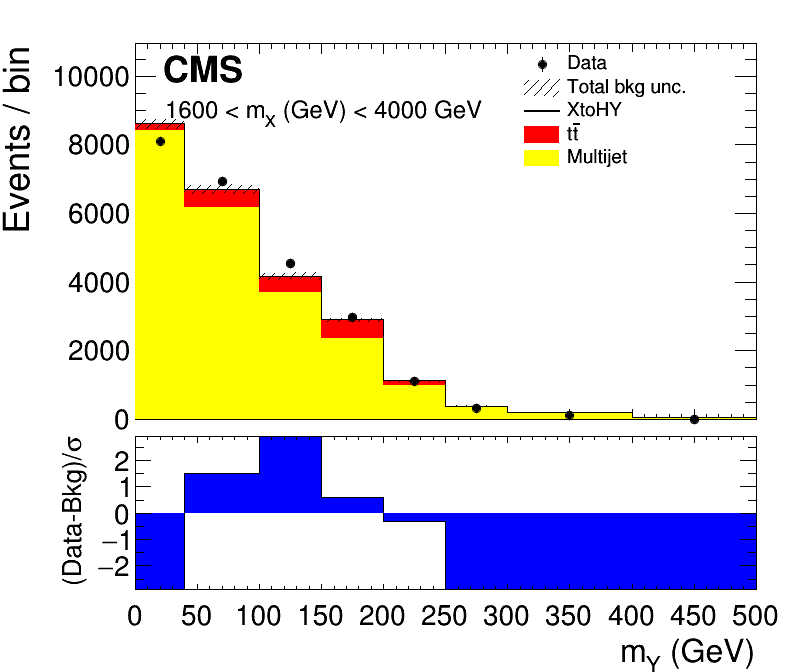 Events / bin
10000
8000
6000
4000
2000
0
CMS
1600 < m_X (GeV) < 4000 GeV
Data
Total bkg unc.
XtoHY
tt̄
Multijet
(Data-Bkg)/σ
2
1
0
−1
−2
0 50 100 150 200 250 300 350 400 450 500
m_Y (GeV)